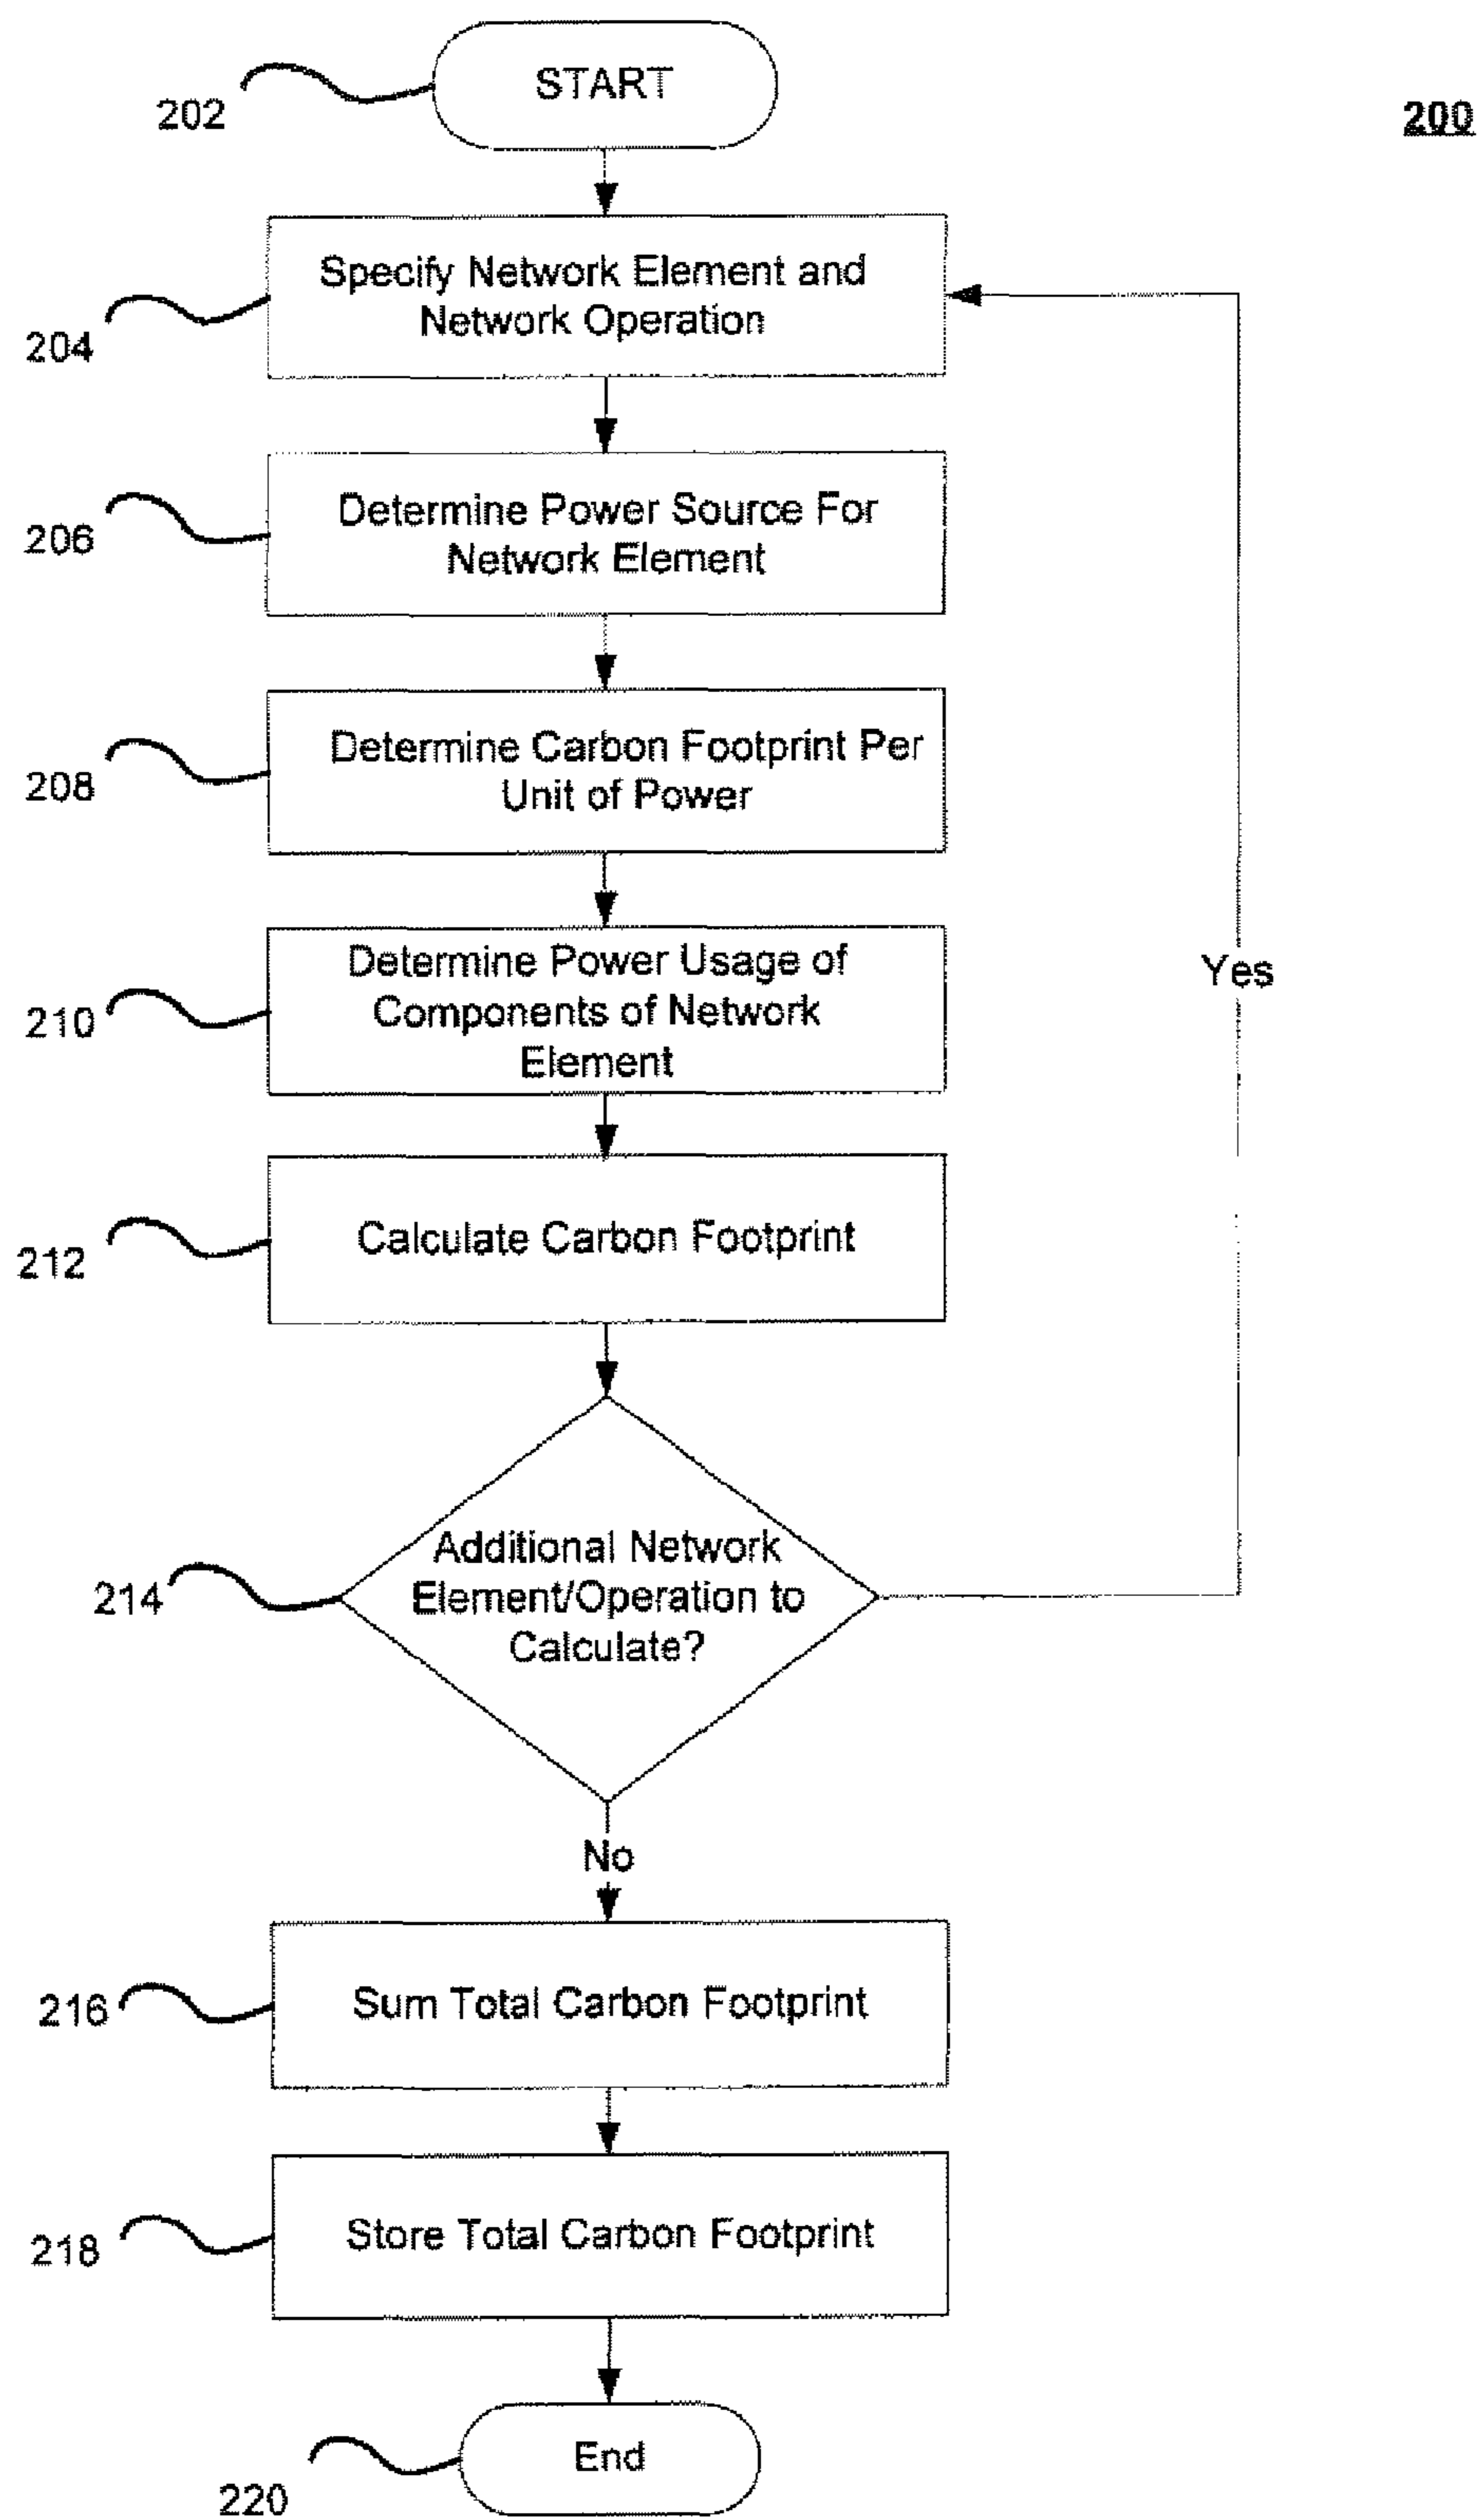 START
202
200
Specify Network Element and
Network Operation
204
Determine Power Source For
Network Element
206
Determine Carbon Footprint Per
Unit of Power
208
Determine Power Usage of
Components of Network
Element
210
Yes
Calculate Carbon Footprint
212
Additional Network
Element/Operation to
Calculate?
214
No
Sum Total Carbon Footprint
216
Store Total Carbon Footprint
218
End
220